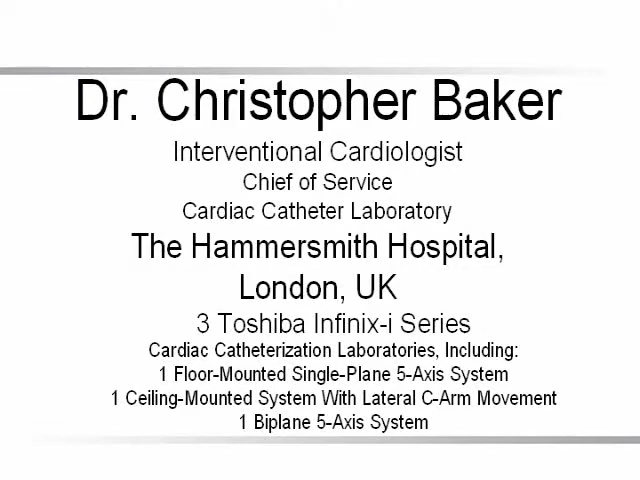 Dr. Christopher Baker
Interventional Cardiologist
Chief of Service
Cardiac Catheter Laboratory
The Hammersmith Hospital,
London, UK
3 Toshiba Infinix-i Series
Cardiac Catheterization Laboratories, Including:
1 Floor-Mounted Single-Plane 5-Axis System
1 Ceiling-Mounted System With Lateral C-Arm Movement
1 Biplane 5-Axis System